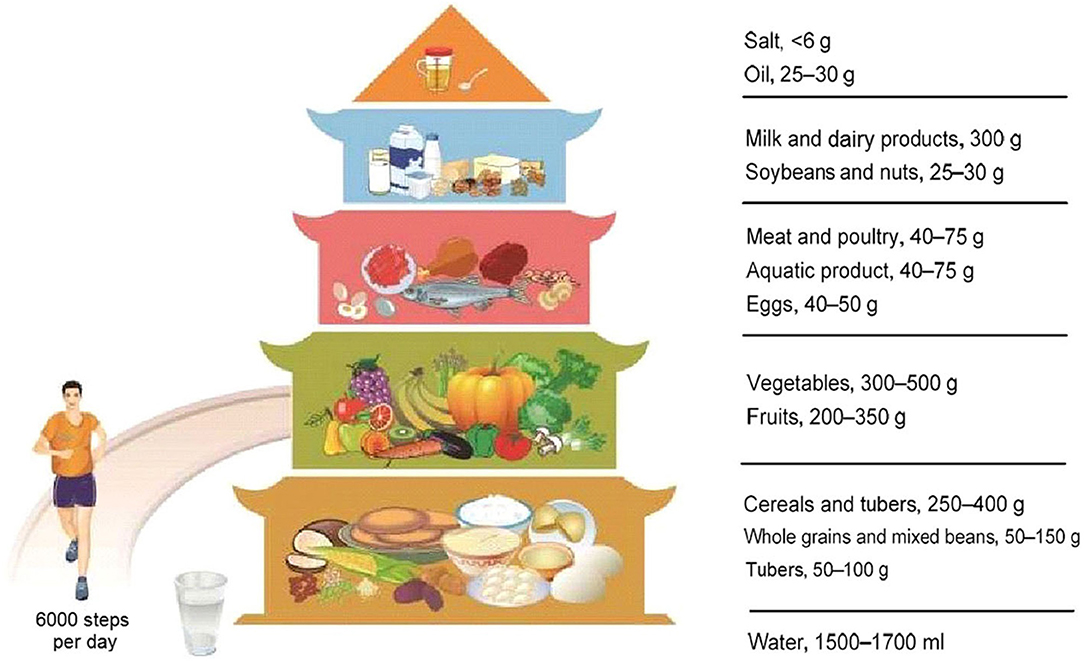 Salt, <6 g
Oil, 25–30 g
Milk and dairy products, 300 g
Soybeans and nuts, 25–30 g
Meat and poultry, 40–75 g
Aquatic product, 40–75 g
Eggs, 40–50 g
Vegetables, 300–500 g
Fruits, 200–350 g
Cereals and tubers, 250–400 g
Whole grains and mixed beans, 50–150 g
Tubers, 50–100 g
Water, 1500–1700 ml
6000 steps
per day